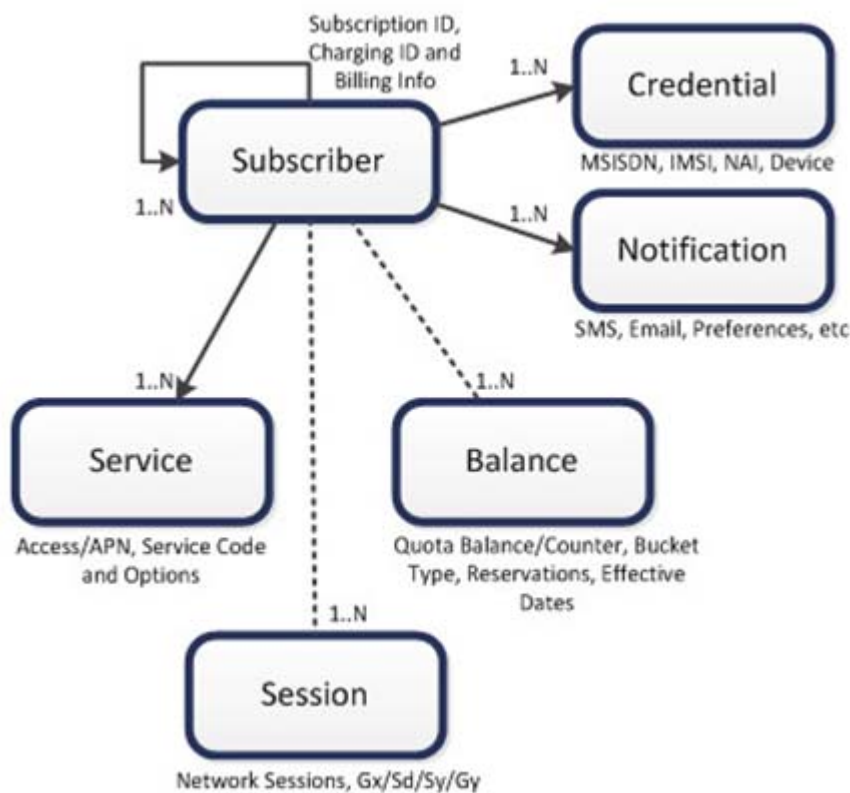 Subscription ID,
Charging ID and
Billing Info
1..N
Credential
MSISDN, IMSI, NAI, Device
Subscriber
1..N
1..N
Notification
SMS, Email, Preferences, etc
1..N
Service
Access/APN, Service Code
and Options
1..N
Balance
Quota Balance/Counter, Bucket
Type, Reservations, Effective
Dates
1..N
Session
Network Sessions, Gx/Sd/Sy/Gy